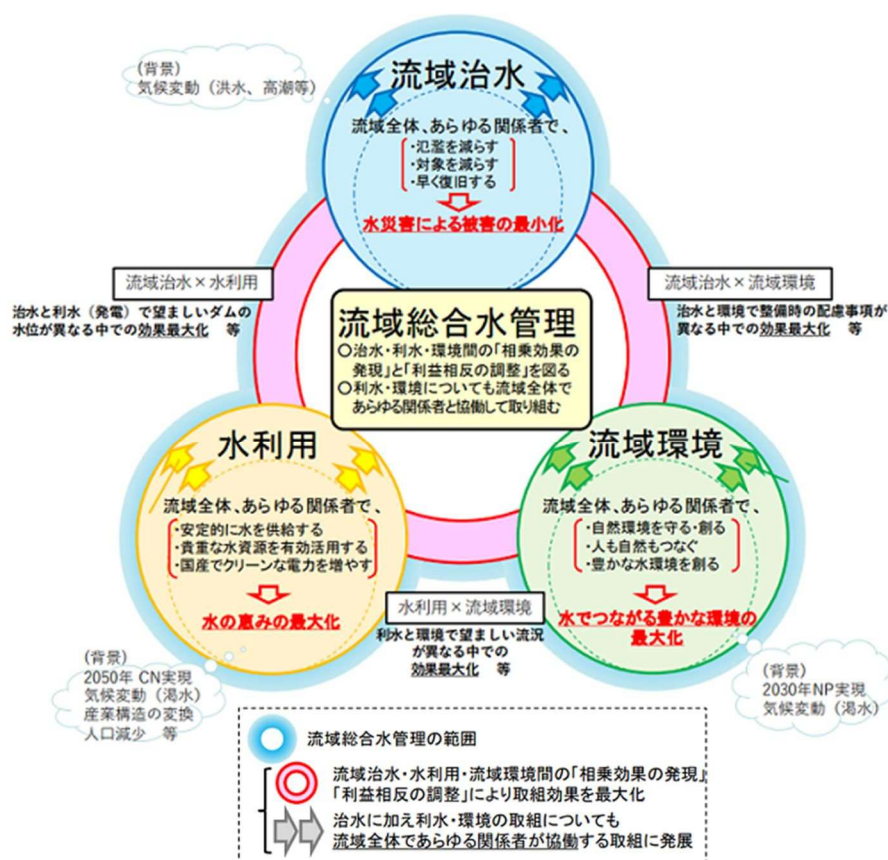 (背景)
気候変動（洪水、高潮等）
流域治水
流域全体、あらゆる関係者で、
・氾濫を減らす
・対象を減らす
・早く復旧する
水災害による被害の最小化
流域治水×水利用
治水と利水（発電）で望ましいダムの
水位が異なる中での効果最大化　等
流域治水×流域環境
治水と環境で整備時の配慮事項が
異なる中での効果最大化　等
流域総合水管理
○治水・利水・環境間の「相乗効果の
発現」と「利益相反の調整」を図る
○利水・環境についても流域全体で
あらゆる関係者と協働して取り組む
水利用
流域全体、あらゆる関係者で、
・安定的に水を供給する
・貴重な水資源を有効活用する
・国産でクリーンな電力を増やす
水の恵みの最大化
(背景)
2050年 CN実現
気候変動（渇水）
産業構造の変換
人口減少　等
流域環境
流域全体、あらゆる関係者で、
・自然環境を守る・創る
・人も自然もつなぐ
・豊かな水環境を創る
水でつながる豊かな環境の
最大化
(背景)
2030年NP実現
気候変動（渇水）
水利用×流域環境
利水と環境で望ましい流況
が異なる中での
効果最大化　等
流域総合水管理の範囲
流域治水・水利用・流域環境間の「相乗効果の発現」
「利益相反の調整」により取組効果を最大化
治水に加え利水・環境の取組についても
流域全体であらゆる関係者が協働する取組に発展